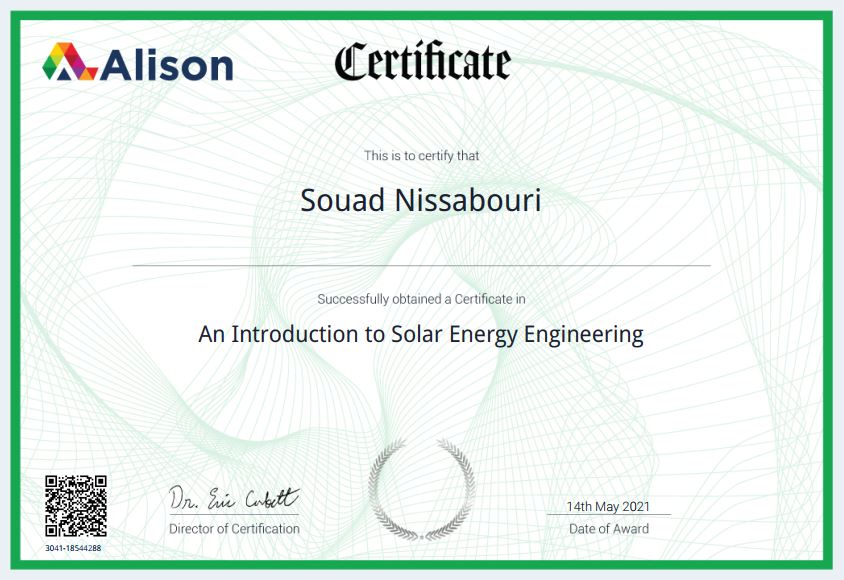 Alison
Certificate
This is to certify that
Souad Nissabouri
Successfully obtained a Certificate in
An Introduction to Solar Energy Engineering
Dr. Eric Corbett
14th May 2021
Director of Certification
Date of Award
3041-18544288